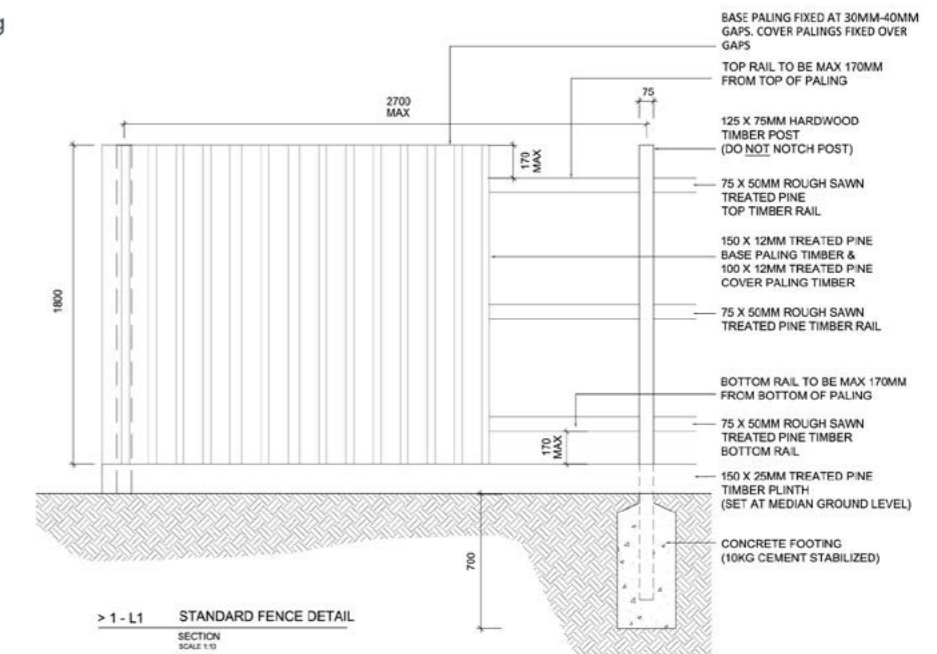 g
BASE PALING FIXED AT 30MM-40MM
GAPS. COVER PALINGS FIXED OVER
GAPS
TOP RAIL TO BE MAX 170MM
FROM TOP OF PALING
75
2700
MAX
125 X 75MM HARDWOOD
TIMBER POST
(DO NOT NOTCH POST)
170
MAX
75 X 50MM ROUGH SAWN
TREATED PINE
TOP TIMBER RAIL
150 X 12MM TREATED PINE
BASE PALING TIMBER &
100 X 12MM TREATED PINE
COVER PALING TIMBER
1800
75 X 50MM ROUGH SAWN
TREATED PINE TIMBER RAIL
BOTTOM RAIL TO BE MAX 170MM
FROM BOTTOM OF PALING
75 X 50MM ROUGH SAWN
TREATED PINE TIMBER
BOTTOM RAIL
170
MAX
150 X 25MM TREATED PINE
TIMBER PLINTH
(SET AT MEDIAN GROUND LEVEL)
CONCRETE FOOTING
(10KG CEMENT STABILIZED)
700
> 1 - L1 STANDARD FENCE DETAIL
SECTION
SCALE 1:10